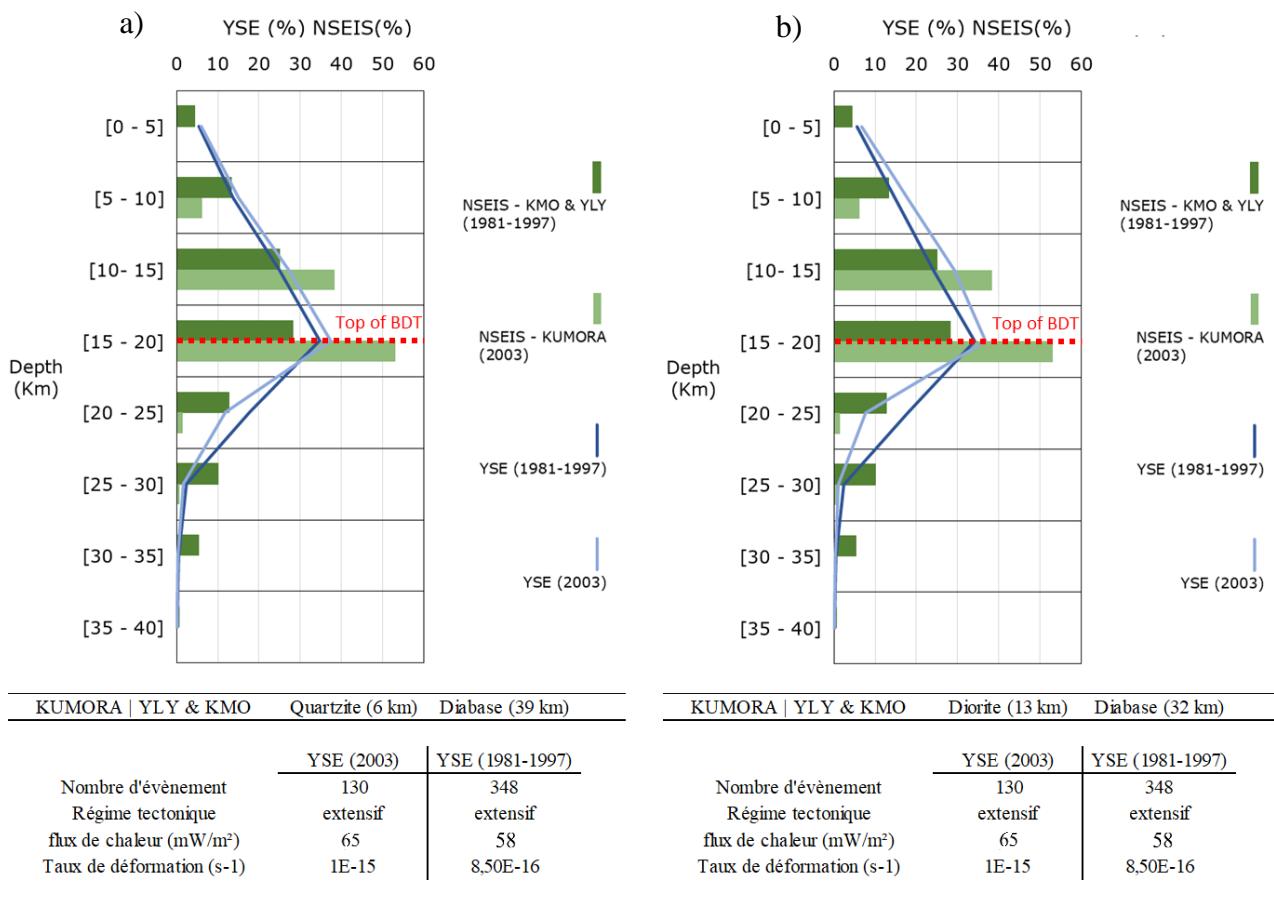 a)
YSE (%) NSEIS(%)
0 10 20 30 40 50 60
[0 - 5]
[5 - 10]
[10- 15]
[15 - 20]
[20 - 25]
[25 - 30]
[30 - 35]
[35 - 40]
Depth
(Km)
Top of BDT
NSEIS - KMO & YLY
(1981-1997)
NSEIS - KUMORA
(2003)
YSE (1981-1997)
YSE (2003)
KUMORA | YLY & KMO Quartzite (6 km) Diabase (39 km)
YSE (2003) YSE (1981-1997)
Nombre d'évènement 130 348
Régime tectonique extensif extensif
flux de chaleur (mW/m²) 65 58
Taux de déformation (s-1) 1E-15 8,50E-16
b)
YSE (%) NSEIS(%)
0 10 20 30 40 50 60
[0 - 5]
[5 - 10]
[10- 15]
[15 - 20]
[20 - 25]
[25 - 30]
[30 - 35]
[35 - 40]
Depth
(Km)
Top of BDT
NSEIS - KMO & YLY
(1981-1997)
NSEIS - KUMORA
(2003)
YSE (1981-1997)
YSE (2003)
KUMORA | YLY & KMO Diorite (13 km) Diabase (32 km)
YSE (2003) YSE (1981-1997)
Nombre d'évènement 130 348
Régime tectonique extensif extensif
flux de chaleur (mW/m²) 65 58
Taux de déformation (s-1) 1E-15 8,50E-16